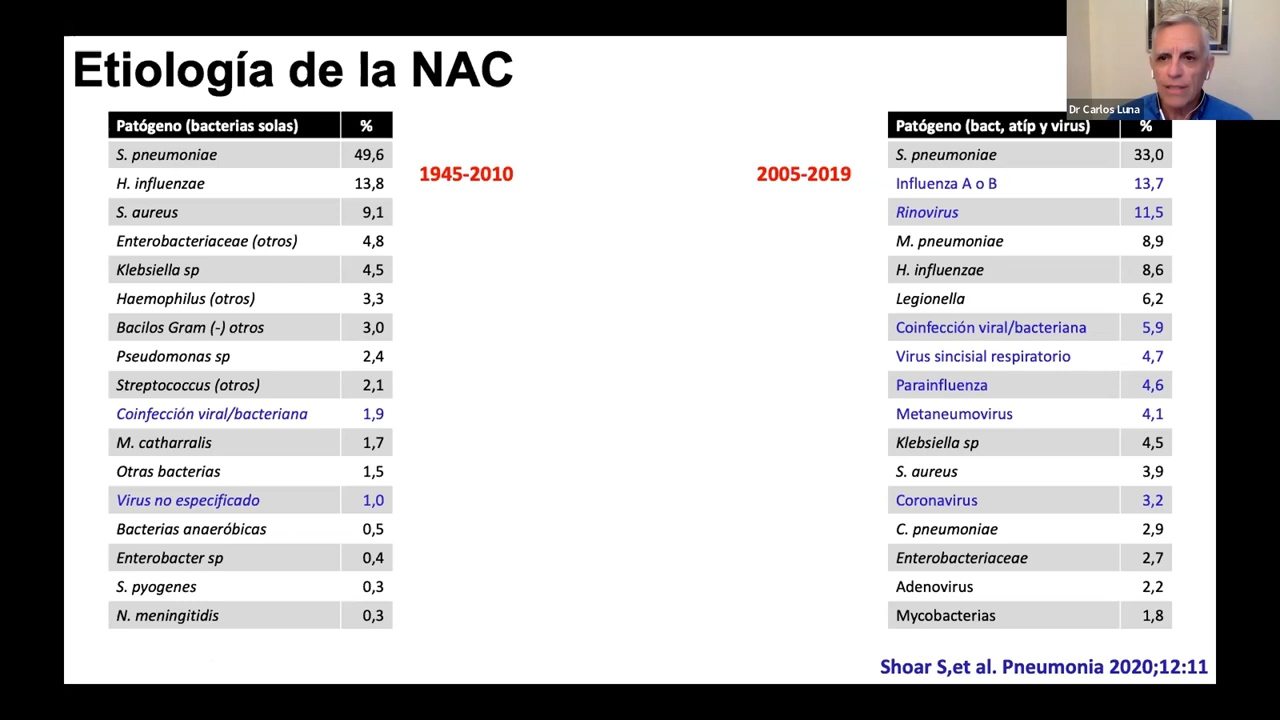 Etiología de la NAC
Dr Carlos Luna
Patógeno (bacterias solas) %
S. pneumoniae 49,6
H. influenzae 13,8
S. aureus 9,1
Enterobacteriaceae (otros) 4,8
Klebsiella sp 4,5
Haemophilus (otros) 3,3
Bacilos Gram (-) otros 3,0
Pseudomonas sp 2,4
Streptococcus (otros) 2,1
Coinfección viral/bacteriana 1,9
M. catharralis 1,7
Otras bacterias 1,5
Virus no especificado 1,0
Bacterias anaeróbicas 0,5
Enterobacter sp 0,4
S. pyogenes 0,3
N. meningitidis 0,3
1945-2010
2005-2019
Patógeno (bact, atíp y virus) %
S. pneumoniae 33,0
Influenza A o B 13,7
Rinovirus 11,5
M. pneumoniae 8,9
H. influenzae 8,6
Legionella 6,2
Coinfección viral/bacteriana 5,9
Virus sincisial respiratorio 4,7
Parainfluenza 4,6
Metaneumovirus 4,1
Klebsiella sp 4,5
S. aureus 3,9
Coronavirus 3,2
C. pneumoniae 2,9
Enterobacteriaceae 2,7
Adenovirus 2,2
Mycobacterias 1,8
Shoar S,et al. Pneumonia 2020;12:11